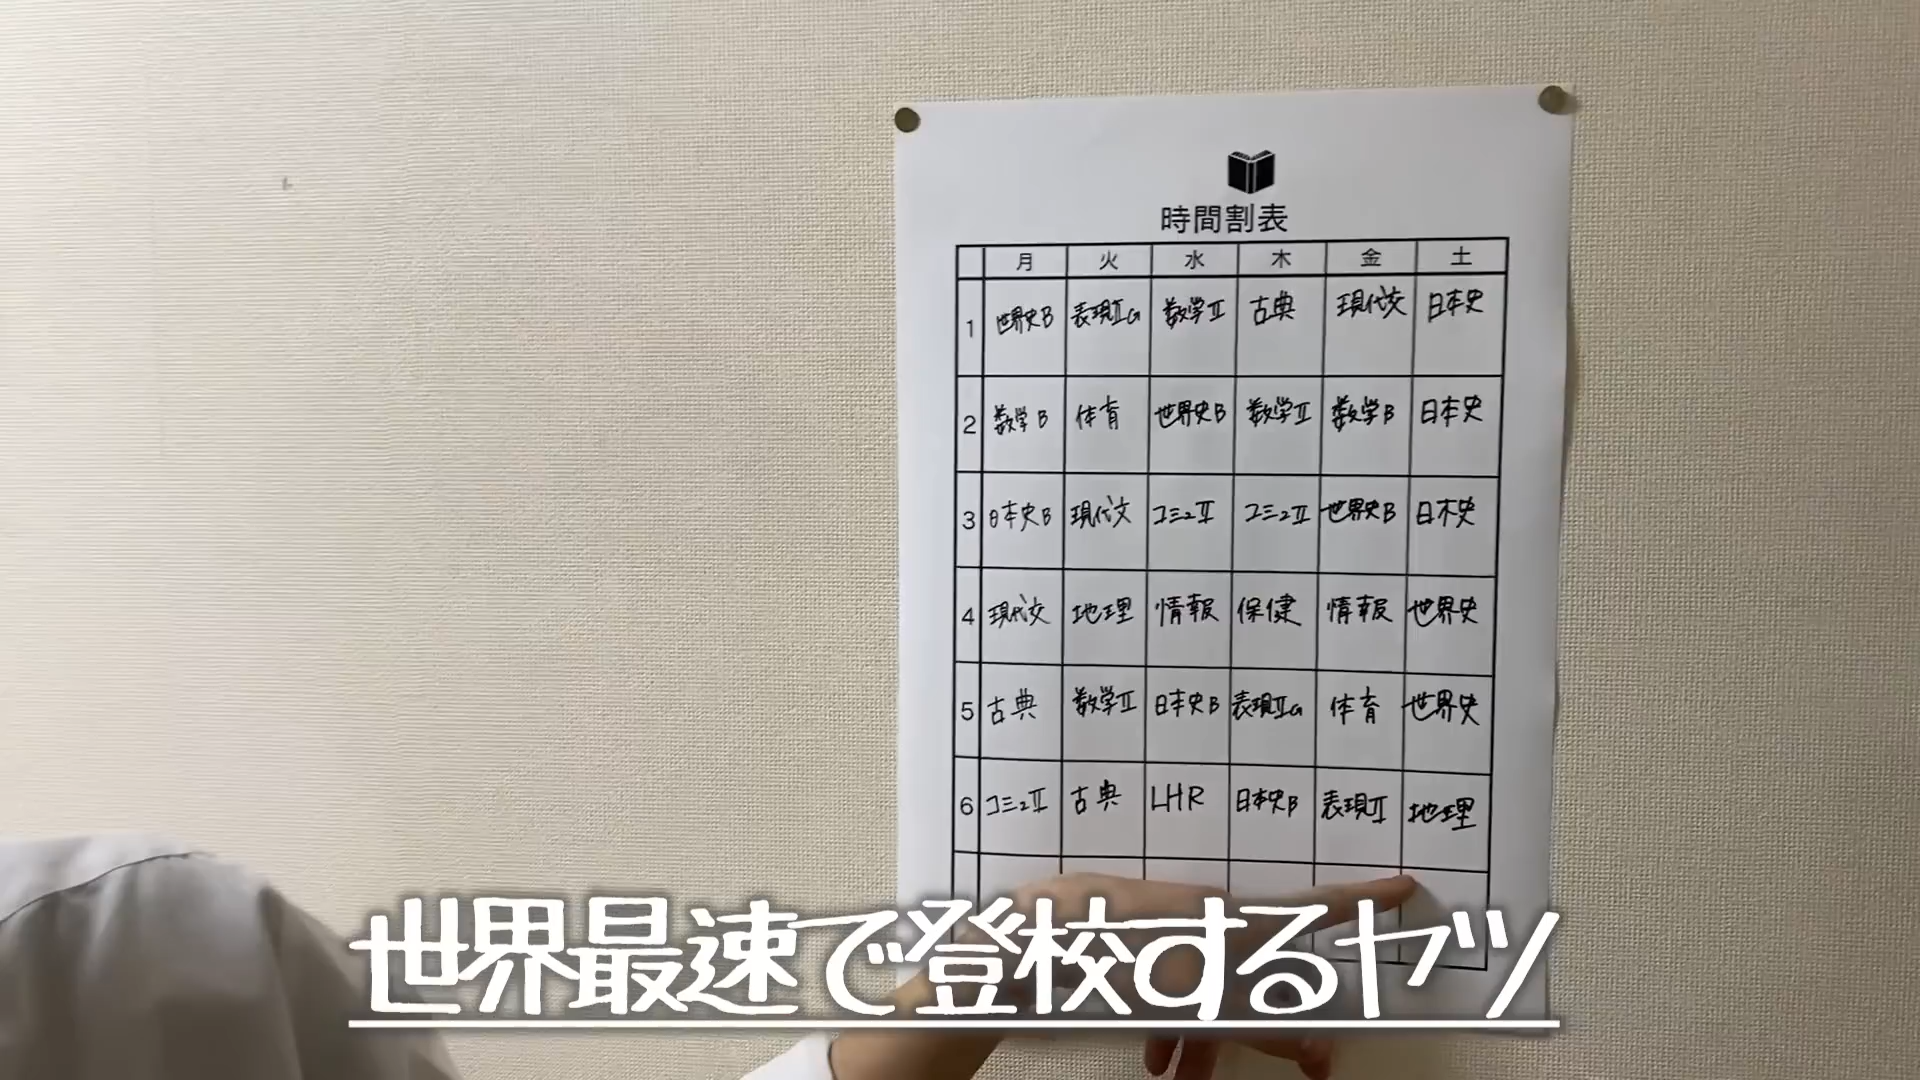 時間割表
月 火 水 木 金 土
1 世界史B 表現ⅡG 数学Ⅱ 古典 現代文 日本史
2 数学B 体育 世界史B 数学Ⅱ 数学B 日本史
3 日本史B 現代文 コミュⅡ コミュⅡ 世界史B 日本史
4 現代文 地理 情報 保健 情報 世界史
5 古典 数学Ⅱ 日本史B 表現ⅡG 体育 世界史
6 コミュⅡ 古典 LHR 日本史B 表現Ⅱ 地理
世界最速で登校するヤツ